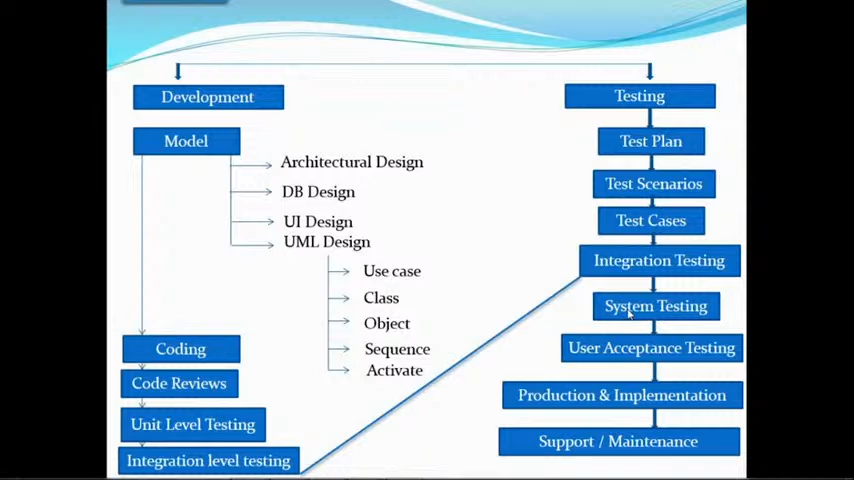 Development
Model
Architectural Design
DB Design
UI Design
UML Design
Use case
Class
Object
Sequence
Activate
Coding
Code Reviews
Unit Level Testing
Integration level testing
Testing
Test Plan
Test Scenarios
Test Cases
Integration Testing
System Testing
User Acceptance Testing
Production & Implementation
Support / Maintenance